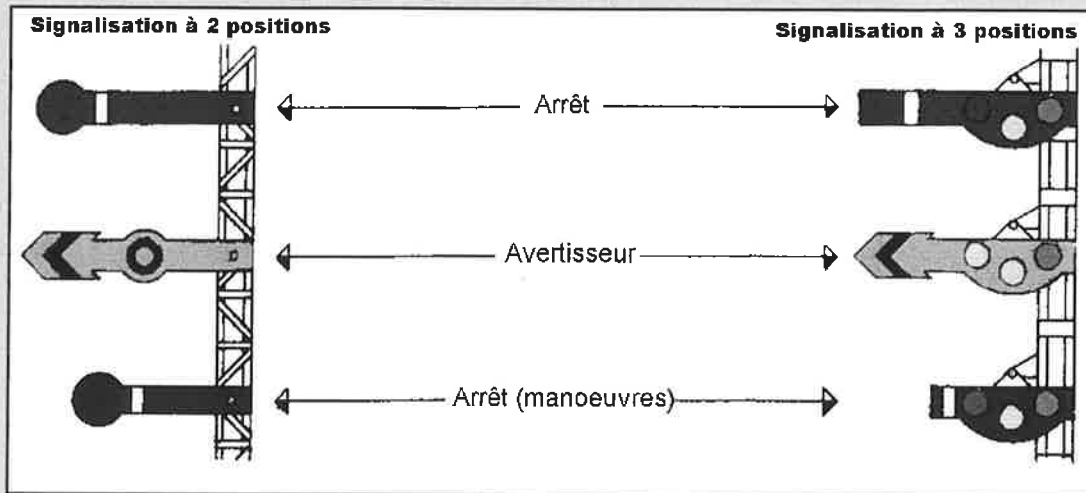 Signalisation à 2 positions
Signalisation à 3 positions
Arrêt
Avertisseur
Arrêt (manoeuvres)